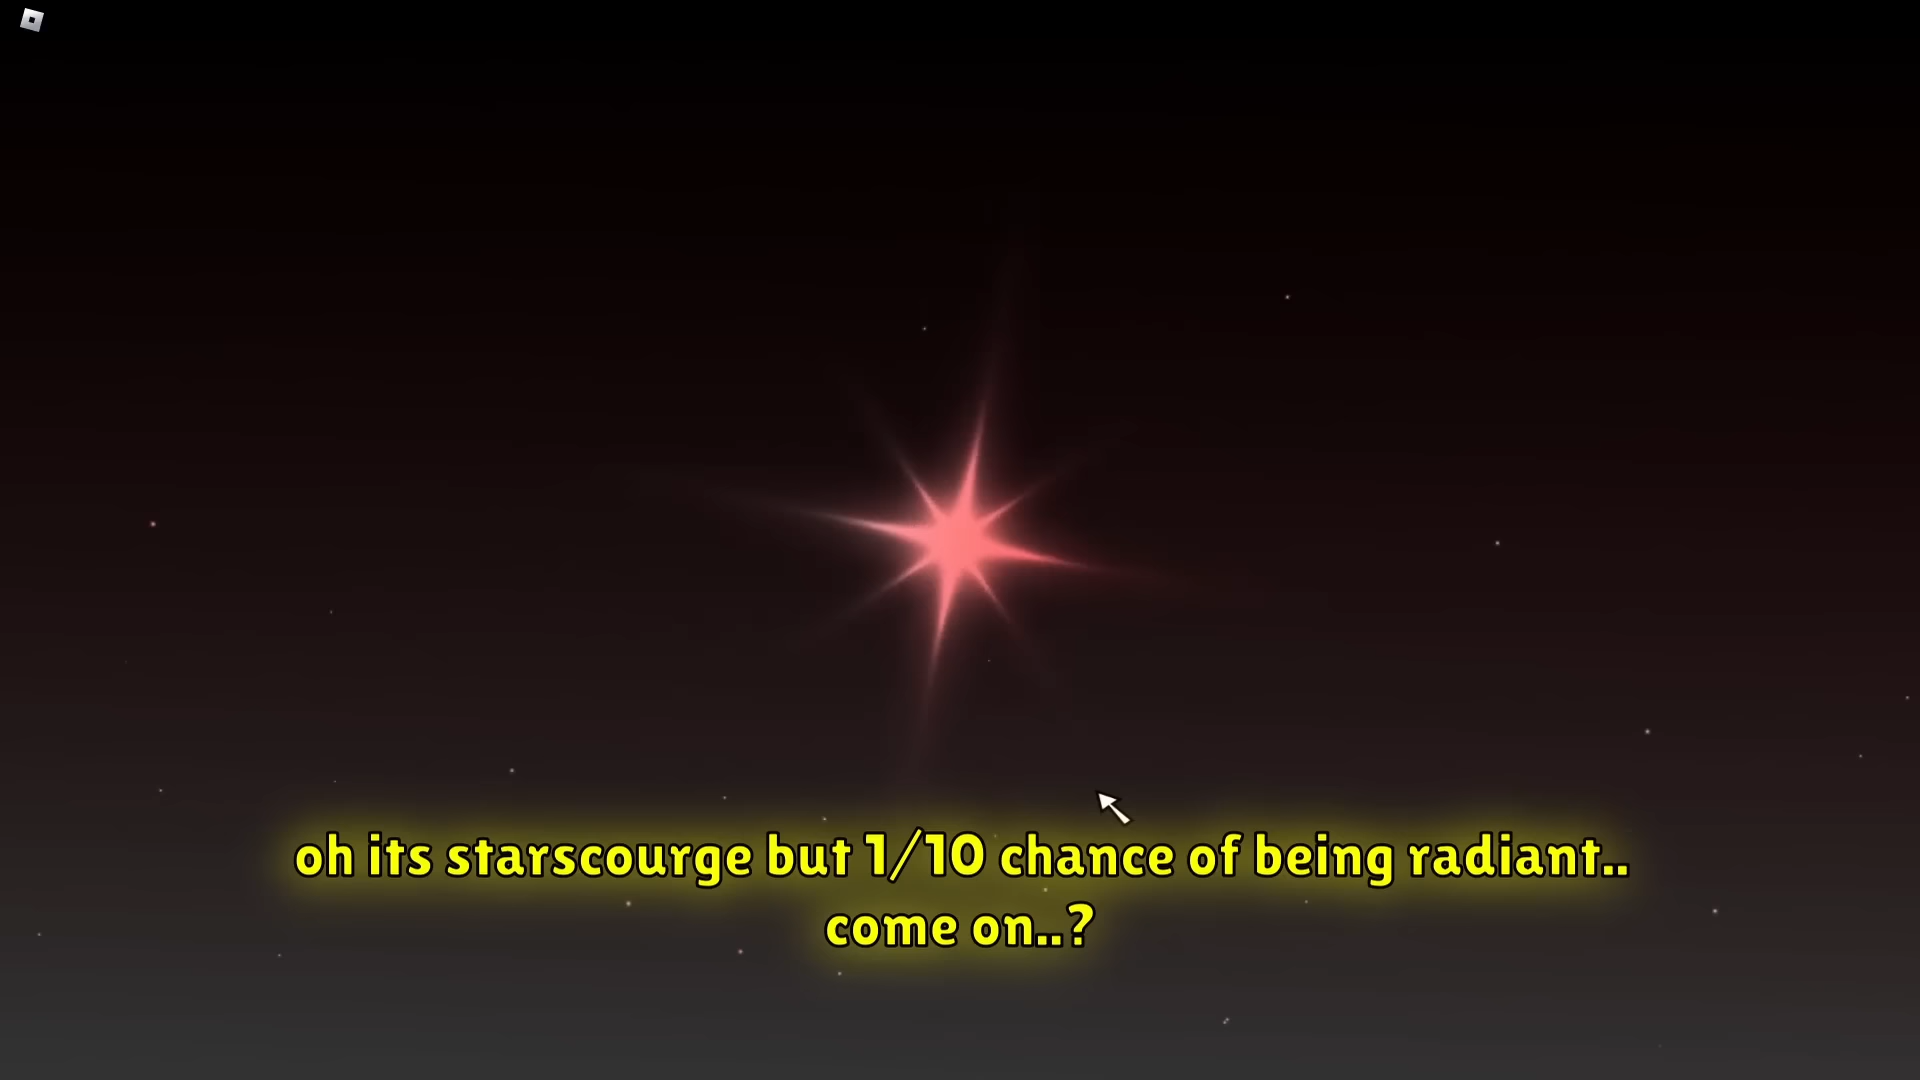 oh its starscourge but 1/10 chance of being radiant..
come on..?